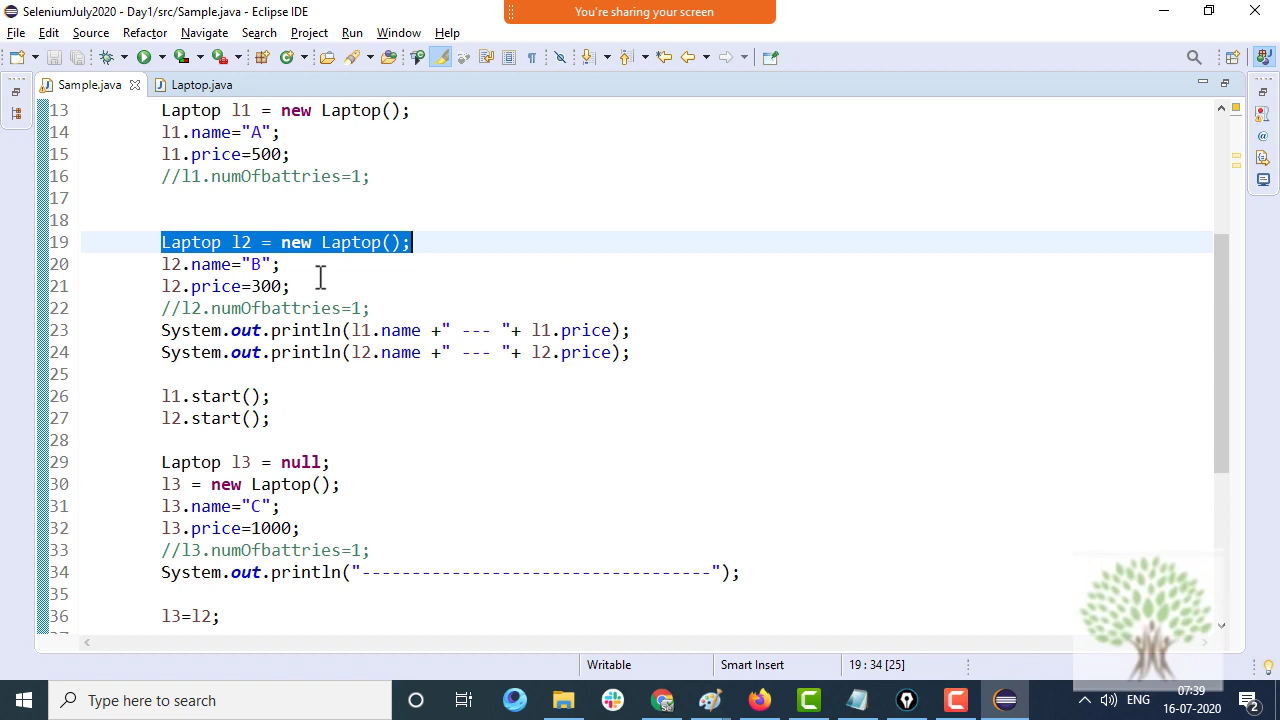 SeleniumJuly2020 - Day1/src/Sample.java - Eclipse IDE
You're sharing your screen
File Edit Source Refactor Navigate Search Project Run Window Help
Sample.java Laptop.java
13 Laptop l1 = new Laptop();
14 l1.name="A";
15 l1.price=500;
16 //l1.numOfbattries=1;
17
18
19 Laptop l2 = new Laptop();
20 l2.name="B";
21 l2.price=300;
22 //l2.numOfbattries=1;
23 System.out.println(l1.name +" --- "+ l1.price);
24 System.out.println(l2.name +" --- "+ l2.price);
25
26 l1.start();
27 l2.start();
28
29 Laptop l3 = null;
30 l3 = new Laptop();
31 l3.name="C";
32 l3.price=1000;
33 //l3.numOfbattries=1;
34 System.out.println("-----------------------------------");
35
36 l3=l2;
Writable Smart Insert 19 : 34 [25]
Type here to search
ENG
07:39
16-07-2020
2